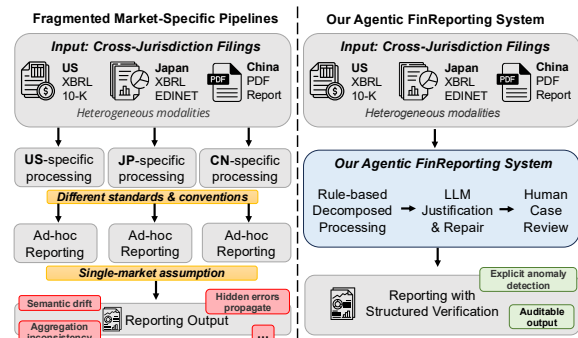 Fragmented Market-Specific Pipelines
Input: Cross-Jurisdiction Filings
US
XBRL
10-K
Japan
XBRL
EDINET
PDF
China
PDF
Report
Heterogeneous modalities
US-specific
processing
JP-specific
processing
CN-specific
processing
Different standards & conventions
Ad-hoc
Reporting
Ad-hoc
Reporting
Ad-hoc
Reporting
Single-market assumption
Semantic drift
Hidden errors
propagate
Reporting Output
Aggregation
inconsistency
...
Our Agentic FinReporting System
Input: Cross-Jurisdiction Filings
US
XBRL
10-K
Japan
XBRL
EDINET
PDF
China
PDF
Report
Heterogeneous modalities
Our Agentic FinReporting System
Rule-based
Decomposed
Processing
LLM
Justification
& Repair
Human
Case
Review
Explicit anomaly
detection
Reporting with
Structured Verification
Auditable
output